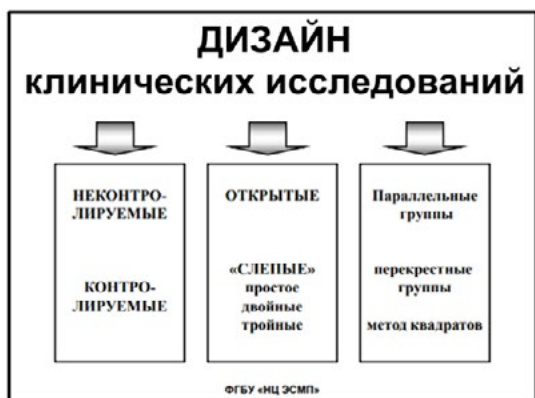 ДИЗАЙН
клинических исследований
НЕКОНТРО-
ЛИРУЕМЫЕ
КОНТРО-
ЛИРУЕМЫЕ
ОТКРЫТЫЕ
«СЛЕПЫЕ»
простое
двойные
тройные
Параллельные
группы
перекрестные
группы
метод квадратов
ФГБУ «НЦ ЭСМП»